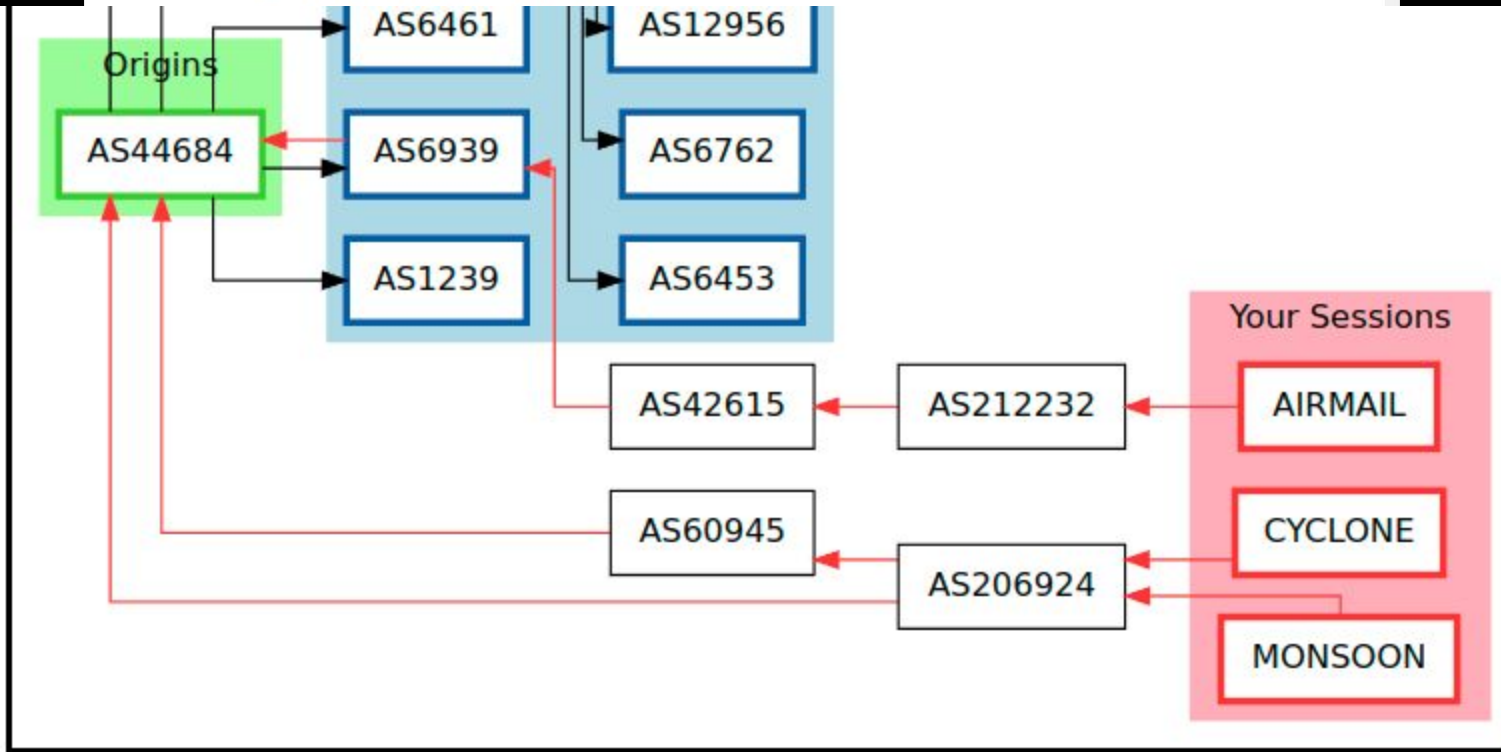 AS6461
AS12956
Origins
AS44684
AS6939
AS6762
AS1239
AS6453
Your Sessions
AS42615
AS212232
AIRMAIL
AS60945
CYCLONE
AS206924
MONSOON